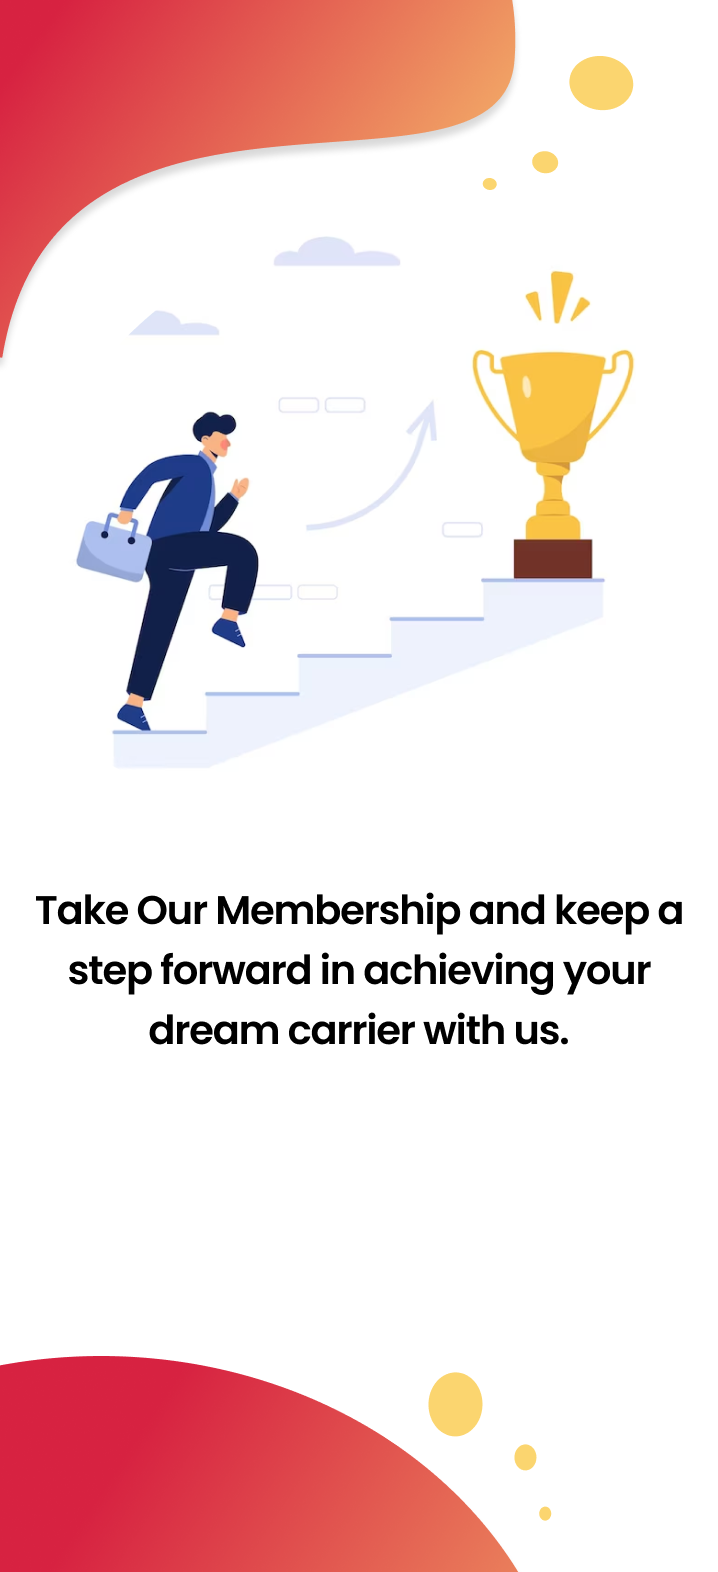 Take Our Membership and keep a
step forward in achieving your
dream carrier with us.